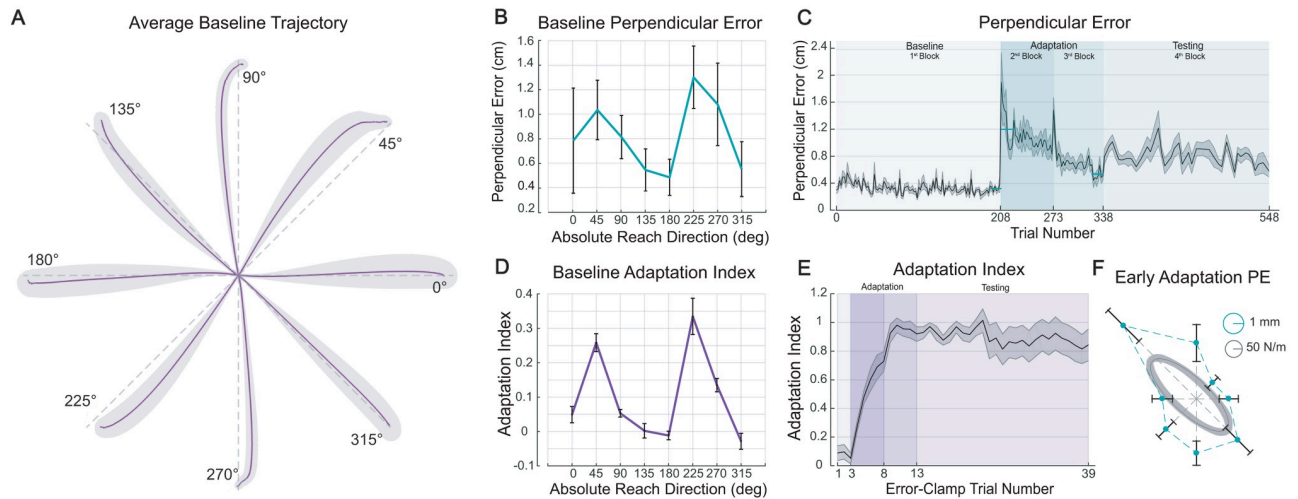 A
Average Baseline Trajectory
90°
135°
45°
180°
0°
225°
315°
270°
B
Baseline Perpendicular Error
Perpendicular Error (cm)
1.6
1.4
1.2
1.0
0.8
0.6
0.4
0.2
0 45 90 135 180 225 270 315
Absolute Reach Direction (deg)
C
Perpendicular Error
Baseline
1st Block
Adaptation
2nd Block 3rd Block
Testing
4th Block
Perpendicular Error (cm)
2.4
2
1.6
1.2
0.8
0.4
0
0 208 273 338 548
Trial Number
D
Baseline Adaptation Index
Adaptation Index
0.4
0.3
0.2
0.1
0
-0.1
0 45 90 135 180 225 270 315
Absolute Reach Direction (deg)
E
Adaptation Index
Adaptation Testing
Adaptation Index
1.2
1
0.8
0.6
0.4
0.2
0
1 3 8 13 39
Error-Clamp Trial Number
F
Early Adaptation PE
1 mm
50 N/m